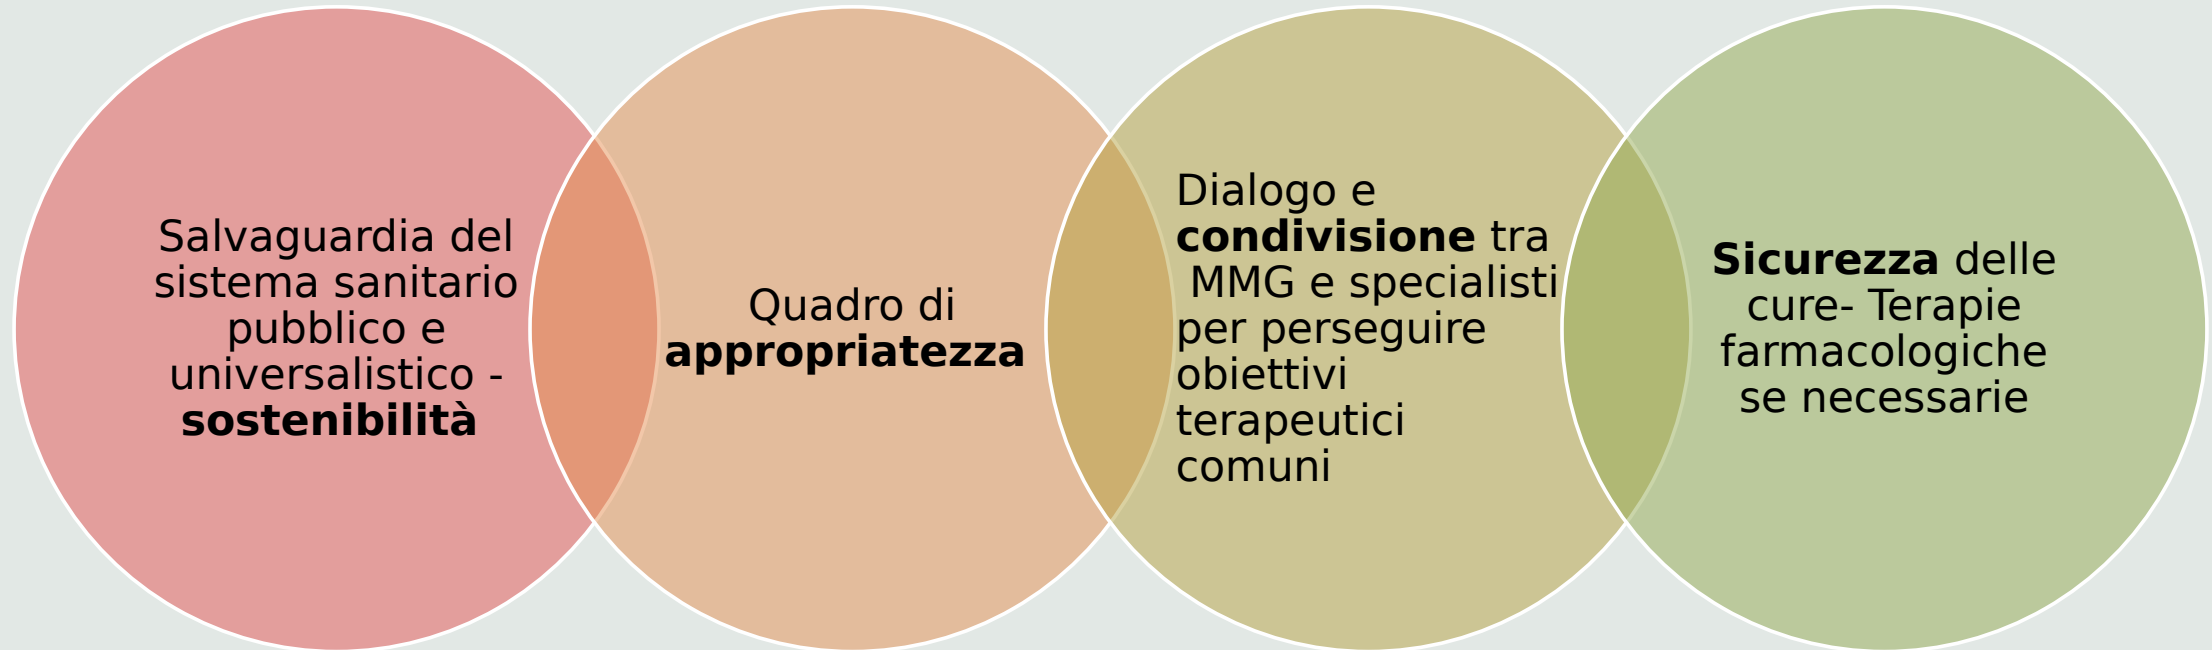 Salvaguardia del
sistema sanitario
pubblico e
universalistico -
sostenibilità
Quadro di
appropriatezza
Dialogo e
condivisione tra
MMG e specialisti
per perseguire
obiettivi
terapeutici
comuni
Sicurezza delle
cure- Terapie
farmacologiche
se necessarie